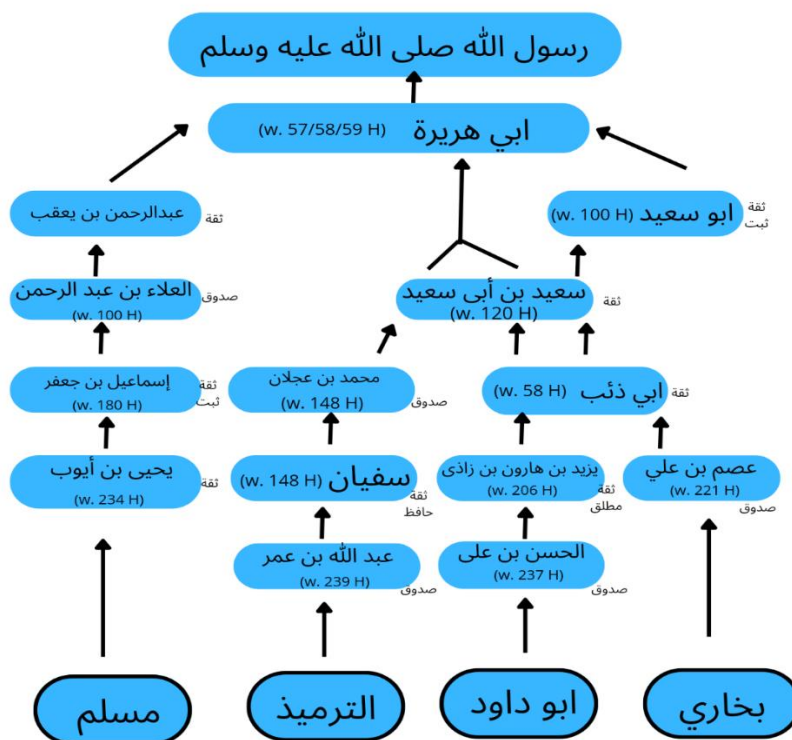 رسول الله صلى الله عليه وسلم
ابي هريرة (w. 57/58/59 H)
عبدالرحمن بن يعقب
ثقة
ابو سعيد (w. 100 H)
ثقة
ثبت
العلاء بن عبد الرحمن
(w. 100 H)
صدوق
سعيد بن أبى سعيد
(w. 120 H)
ثقة
إسماعيل بن جعفر
(w. 180 H)
ثقة
ثبت
محمد بن عجلان
(w. 148 H)
صدوق
ابي ذئب (w. 58 H)
ثقة
يحيى بن أيوب
(w. 234 H)
ثقة
سفيان (w. 148 H)
ثقة
حافظ
يزيد بن هارون بن زاذى
(w. 206 H)
ثقة
مطلق
عصم بن علي
(w. 221 H)
صدوق
عبد الله بن عمر
(w. 239 H)
صدوق
الحسن بن على
(w. 237 H)
صدوق
مسلم
الترميذ
ابو داود
بخاري